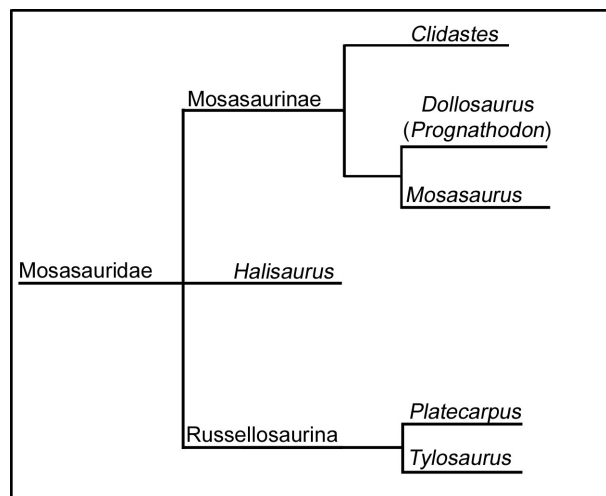 Clidastes
Mosasaurinae
Dollosaurus
(Prognathodon)
Mosasaurus
Mosasauridae
Halisaurus
Platecarpus
Russellosaurina
Tylosaurus